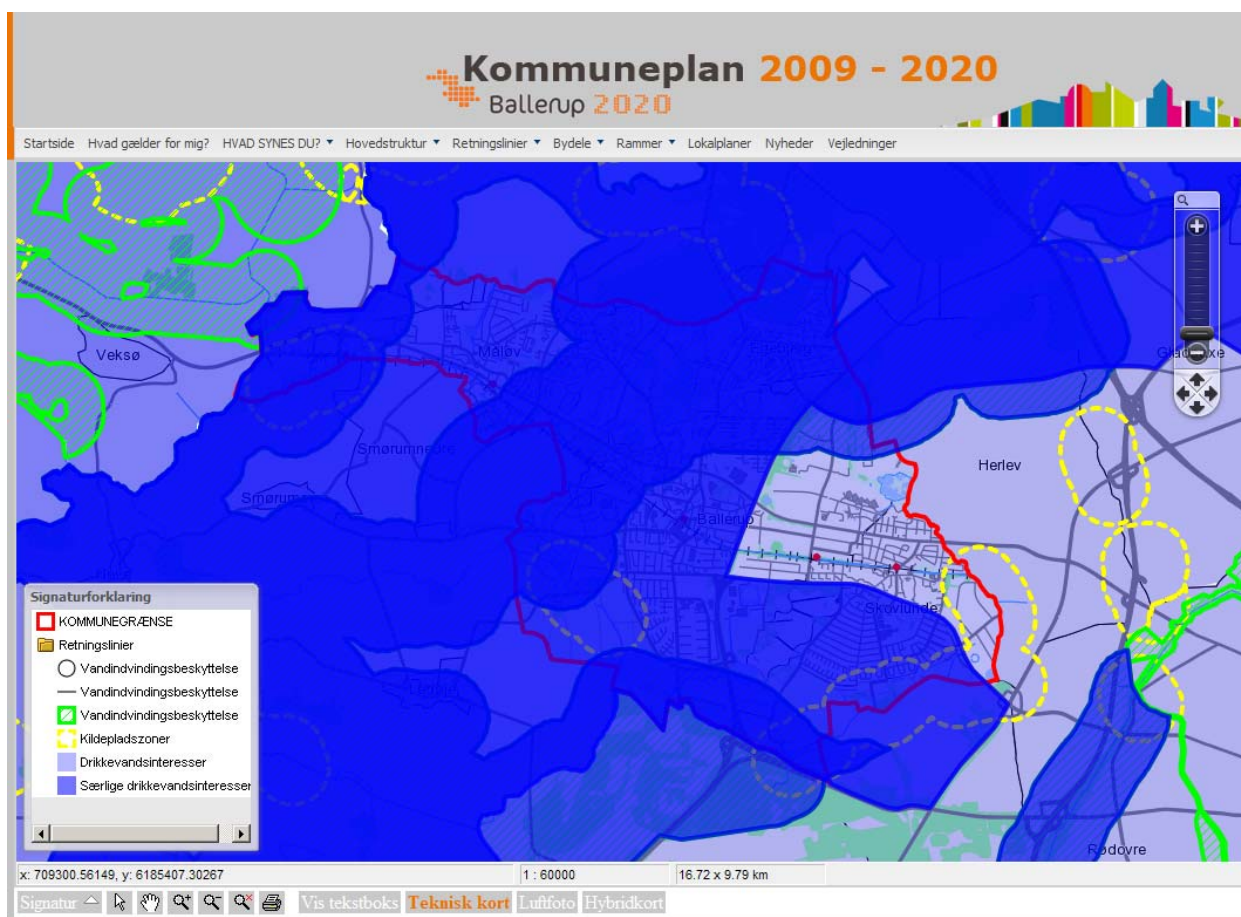 Kommuneplan 2009 - 2020
Ballerup 2020
Startside Hvad gælder for mig? HVAD SYNES DU? Hovedstruktur Retningslinier Bydele Rammer Lokalplaner Nyheder Vejledninger
Måløv
Veksø
Smørumnedre
Herlev
Smørum
Ballerup
Skovlunde
Signaturforklaring
KOMMUNEGRÆNSE
Retningslinier
Vandindvindingsbeskyttelse
Vandindvindingsbeskyttelse
Vandindvindingsbeskyttelse
Kildepladszoner
Drikkevandsinteresser
Særlige drikkevandsinteresser
Rødovre
x: 709300.56149, y: 6185407.30267
1 : 60000
16.72 x 9.79 km
Signatur Vis tekstboks Teknisk kort Luftfoto Hybridkort